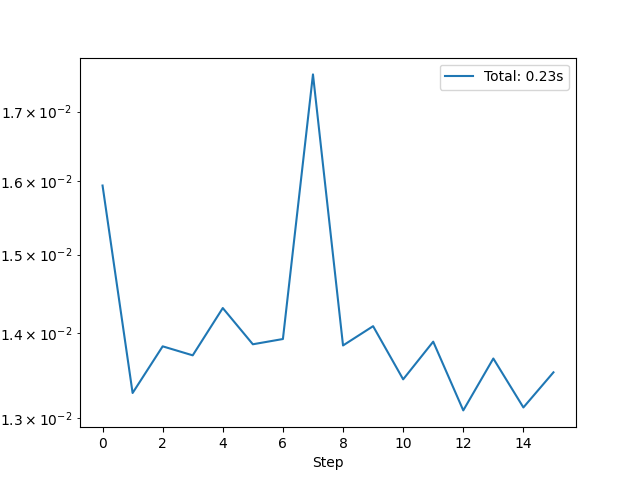 Total: 0.23s
1.7 × 10⁻²
1.6 × 10⁻²
1.5 × 10⁻²
1.4 × 10⁻²
1.3 × 10⁻²
0 2 4 6 8 10 12 14
Step